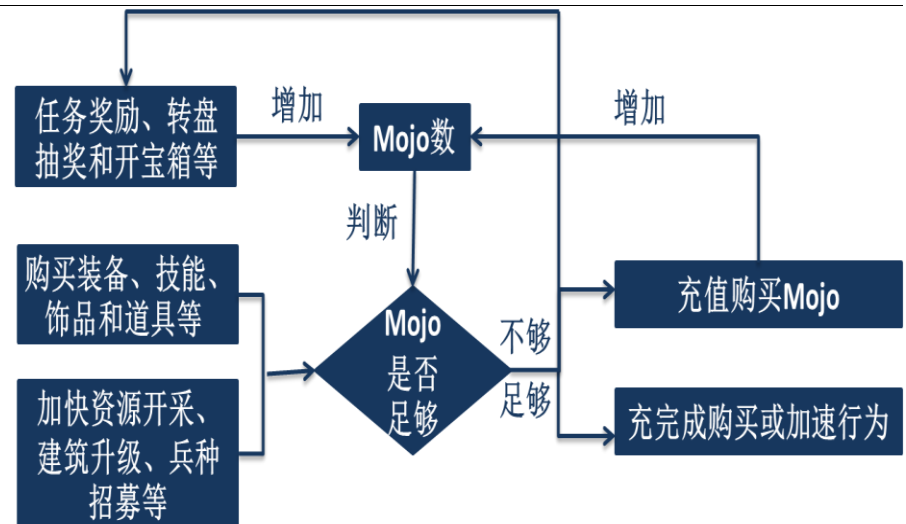 任务奖励、转盘
抽奖和开宝箱等
增加
Mojo数
增加
判断
购买装备、技能、
饰品和道具等
Mojo
是否
足够
不够
足够
充值购买Mojo
加快资源开采、
建筑升级、兵种
招募等
充完成购买或加速行为